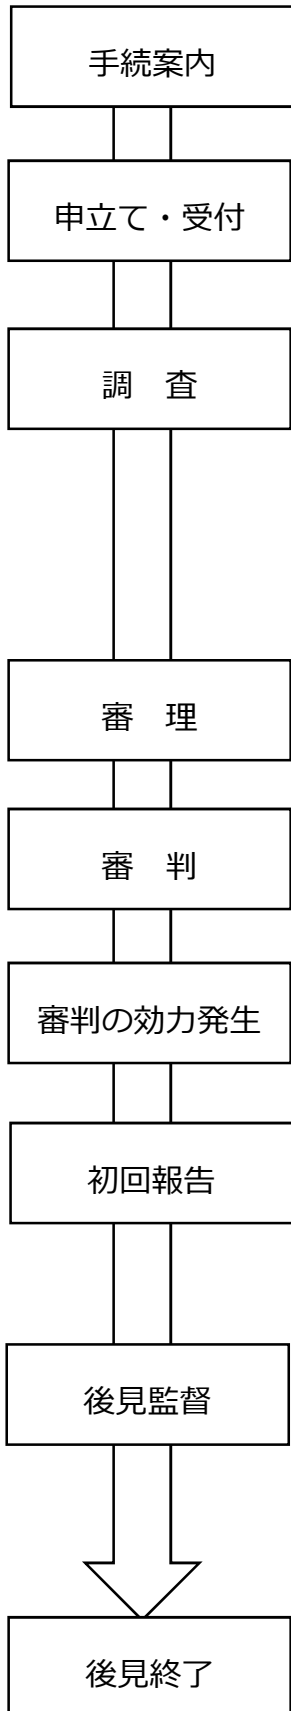 手続案内
申立て・受付
調　査
審　理
審　判
審判の効力発生
初回報告
後見監督
後見終了